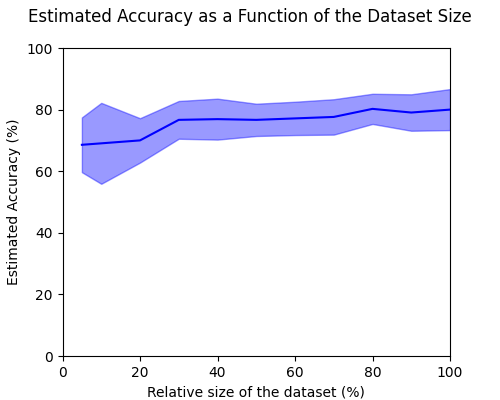 Estimated Accuracy as a Function of the Dataset Size
100
80
60
40
20
0
Estimated Accuracy (%)
0 20 40 60 80 100
Relative size of the dataset (%)